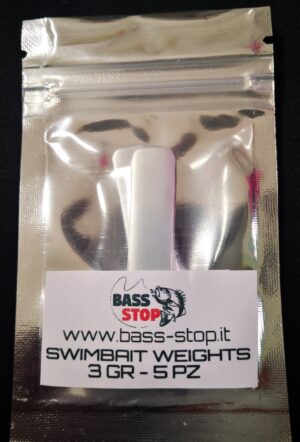 BASS
STOP
www.bass-stop.it
SWIMBAIT WEIGHTS
3 GR - 5 PZ